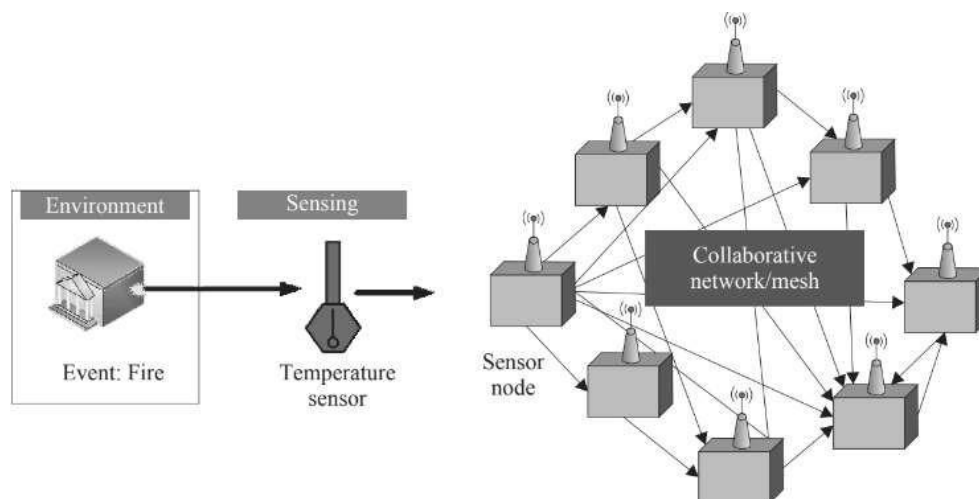 Environment
Sensing
Event: Fire
Temperature
sensor
Sensor
node
Collaborative
network/mesh